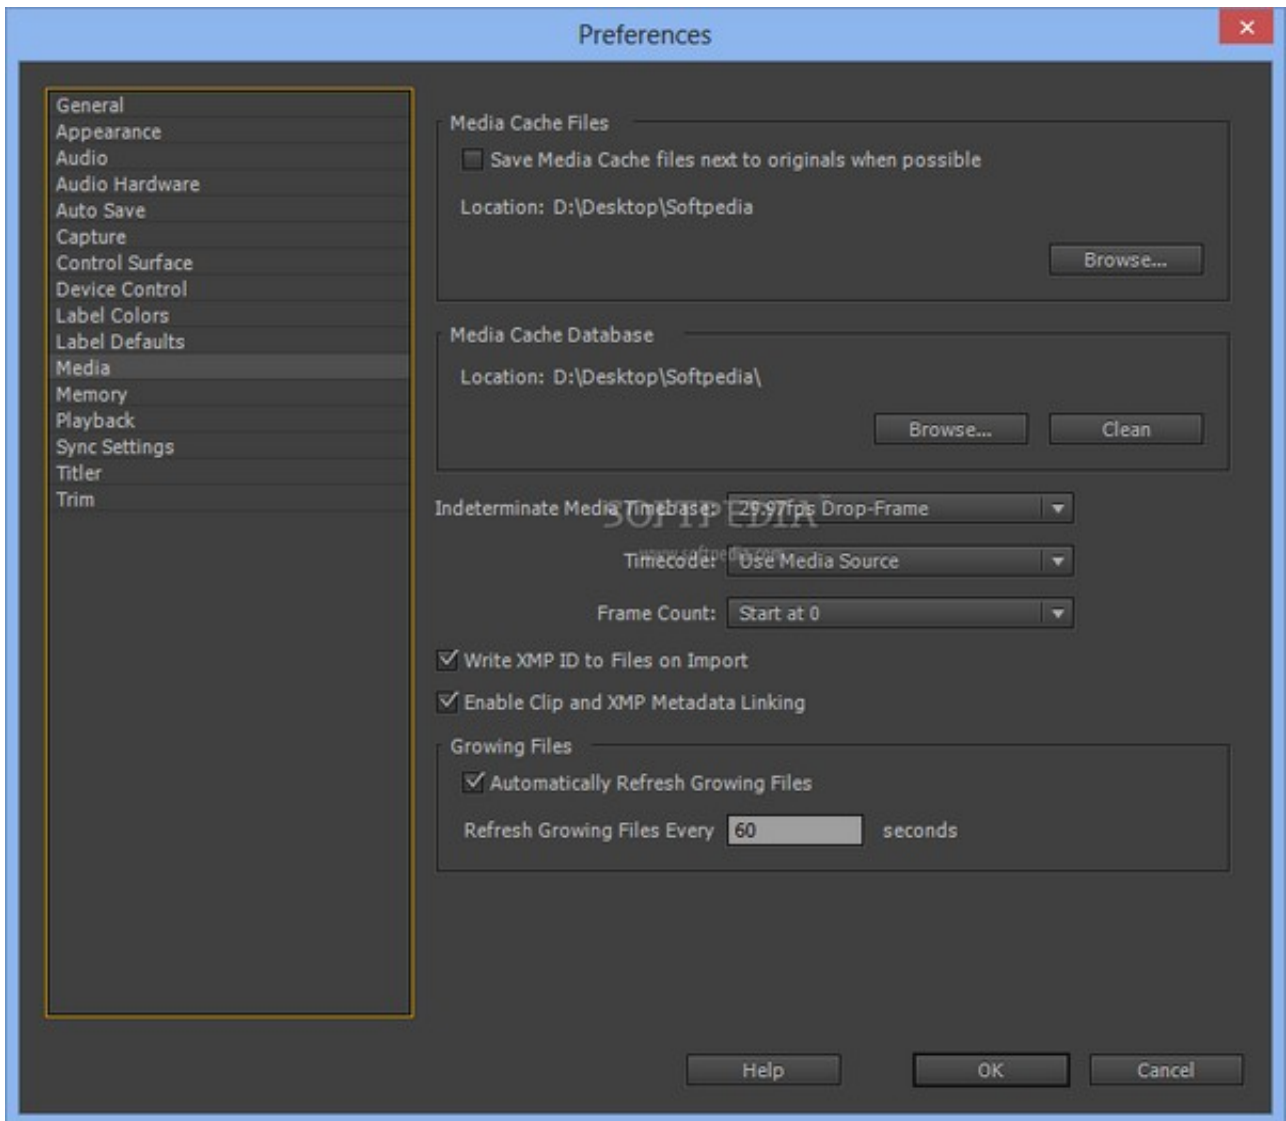 Preferences
General
Appearance
Audio
Audio Hardware
Auto Save
Capture
Control Surface
Device Control
Label Colors
Label Defaults
Media
Memory
Playback
Sync Settings
Titler
Trim
Media Cache Files
Save Media Cache files next to originals when possible
Location: D:\Desktop\Softpedia
Browse...
Media Cache Database
Location: D:\Desktop\Softpedia\
Browse... Clean
Indeterminate Media Timebase: 29.97fps Drop-Frame
SOFTPEDIA
www.softpedia.com
Timecode: Use Media Source
Frame Count: Start at 0
Write XMP ID to Files on Import
Enable Clip and XMP Metadata Linking
Growing Files
Automatically Refresh Growing Files
Refresh Growing Files Every 60 seconds
Help OK Cancel